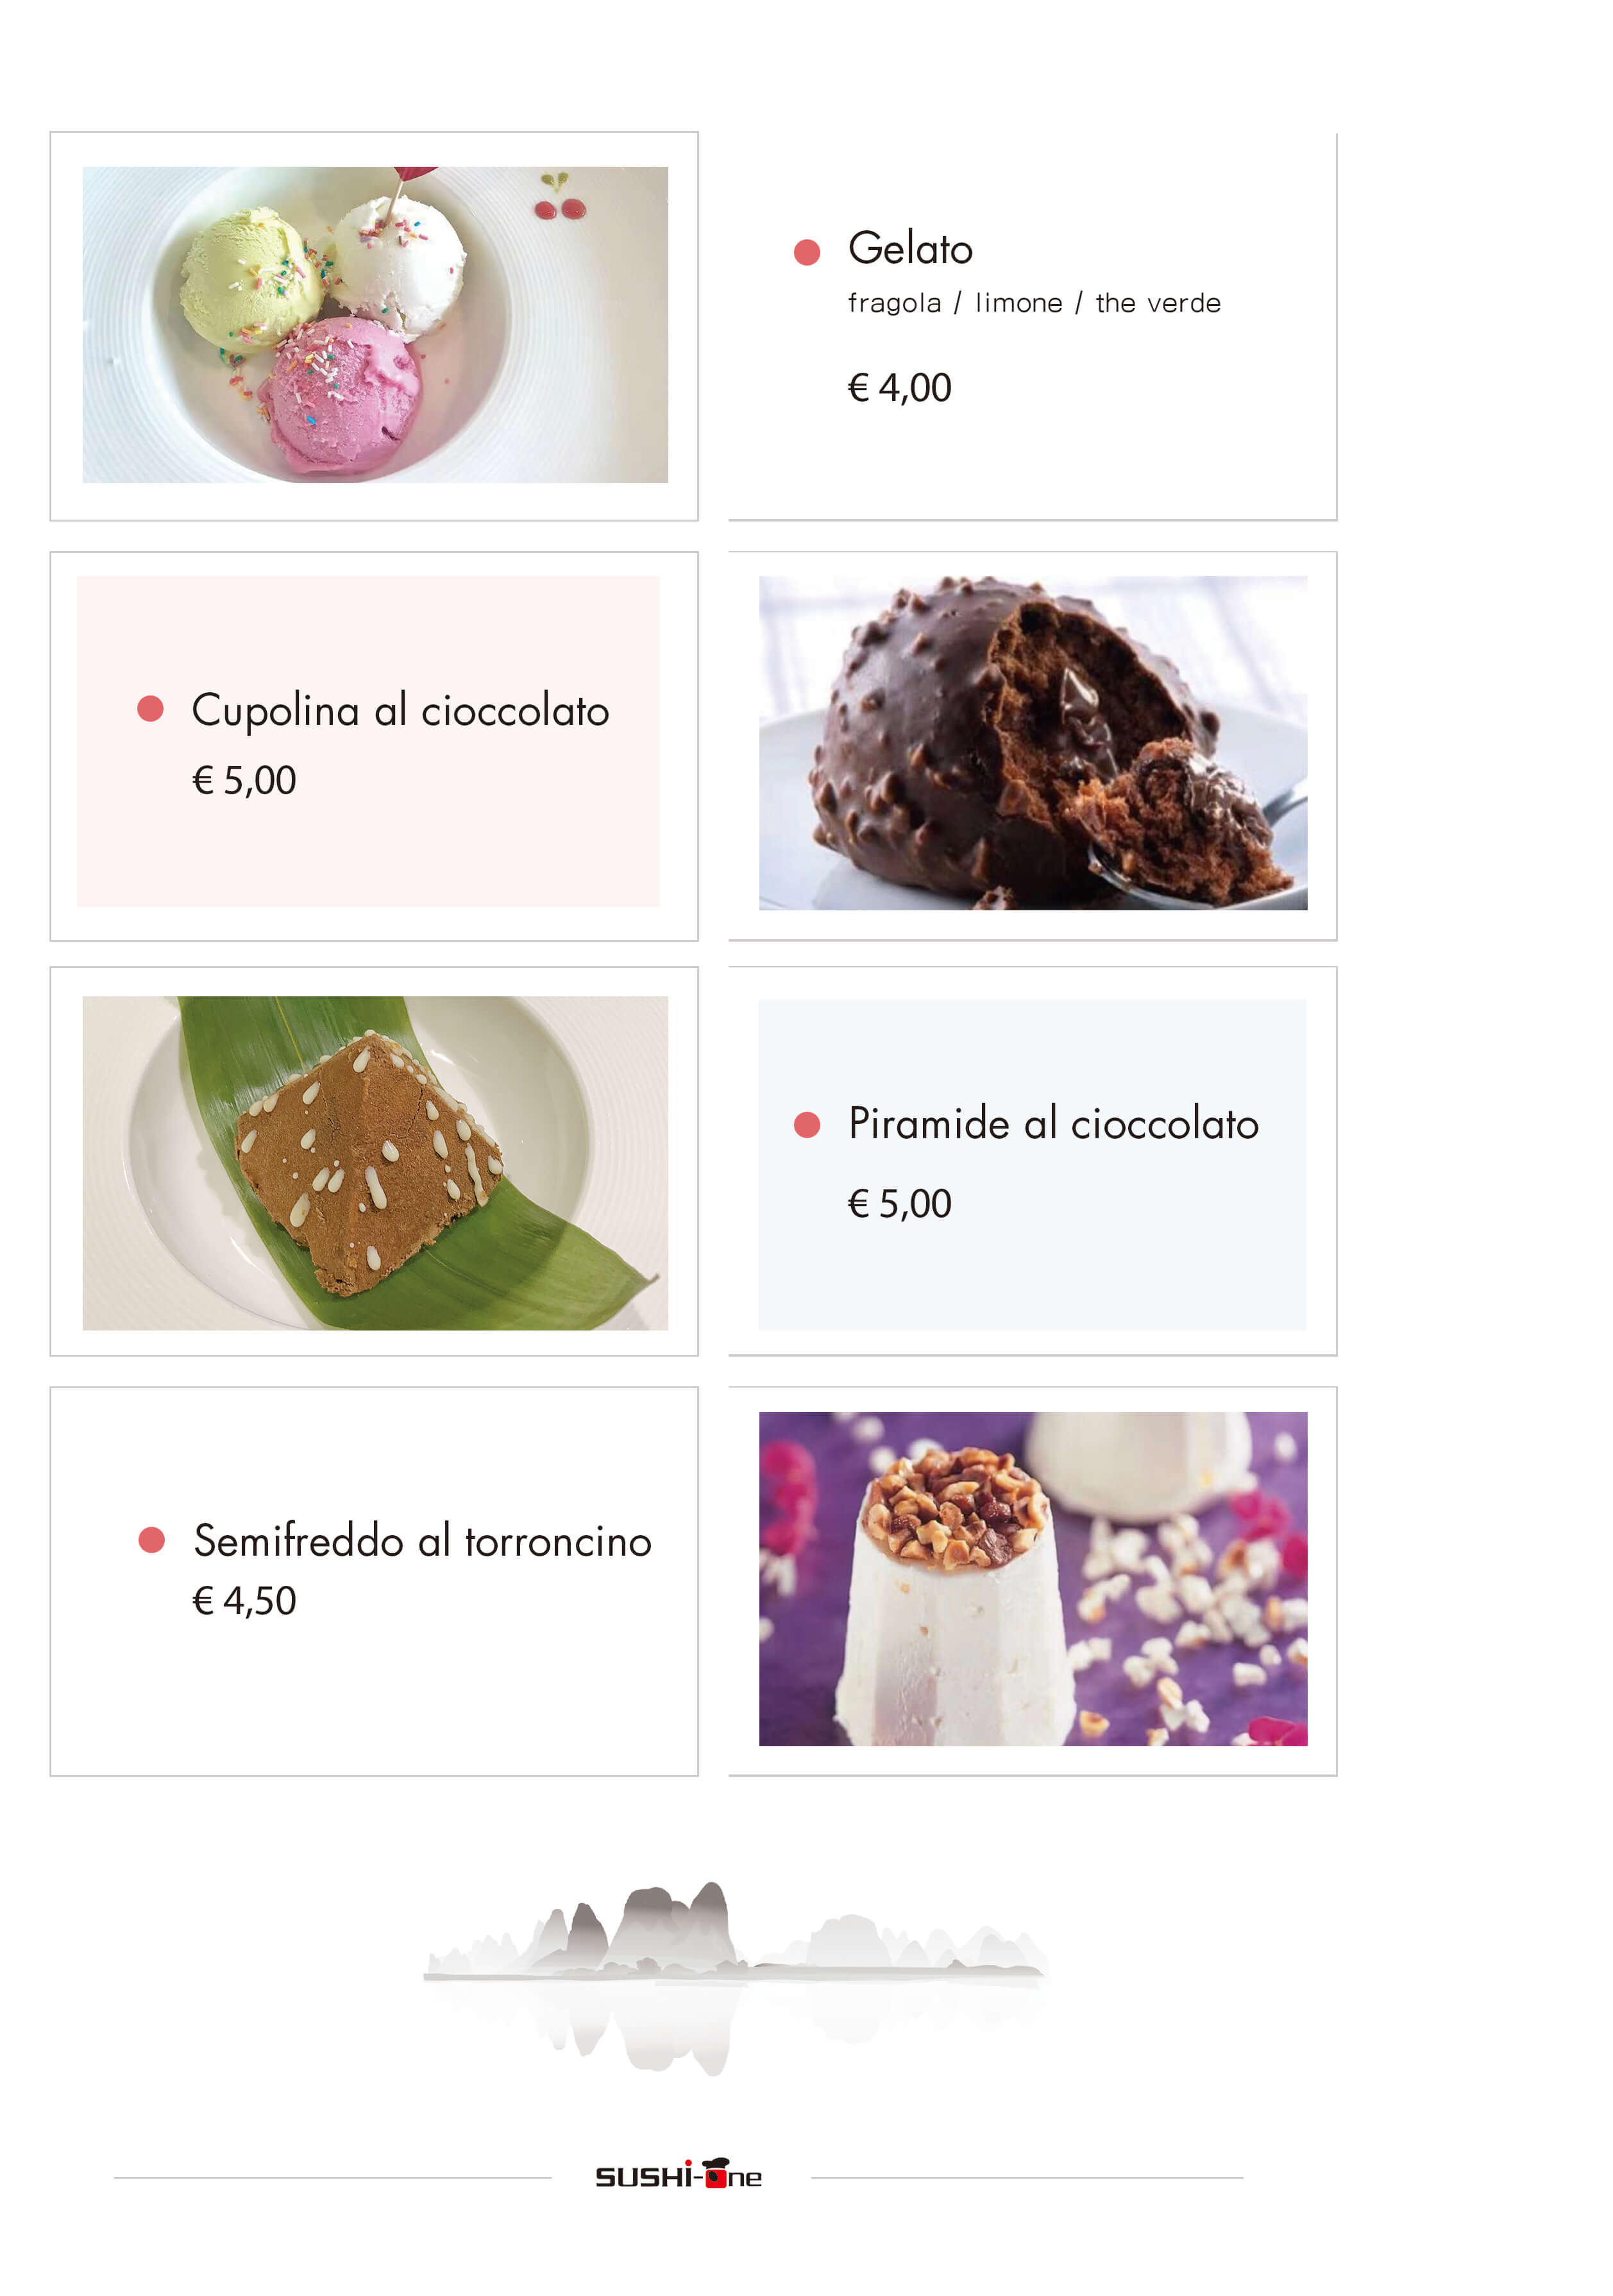 Gelato
fragola / limone / the verde
€ 4,00
Cupolina al cioccolato
€ 5,00
Piramide al cioccolato
€ 5,00
Semifreddo al torroncino
€ 4,50
SUSHi-One